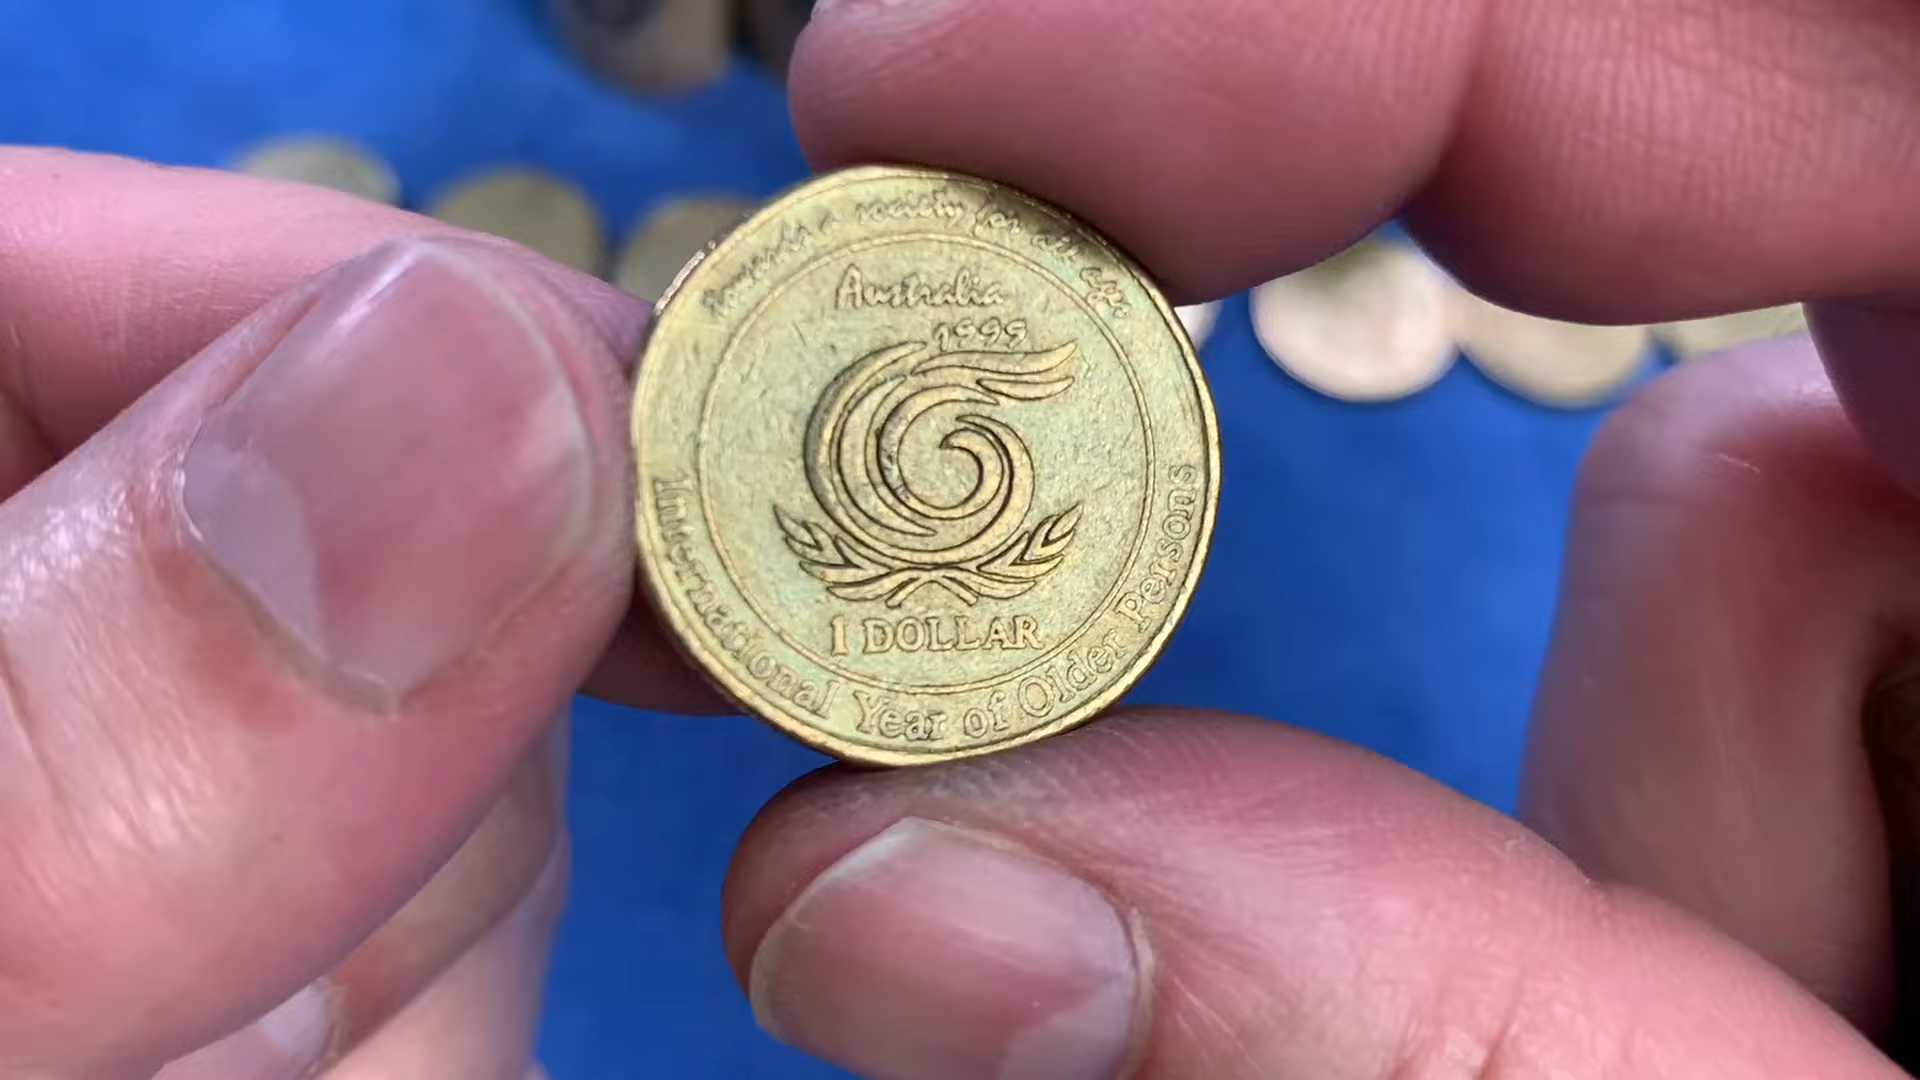 towards a society for all ages
Australia
1999
1 DOLLAR
International Year of Older Persons